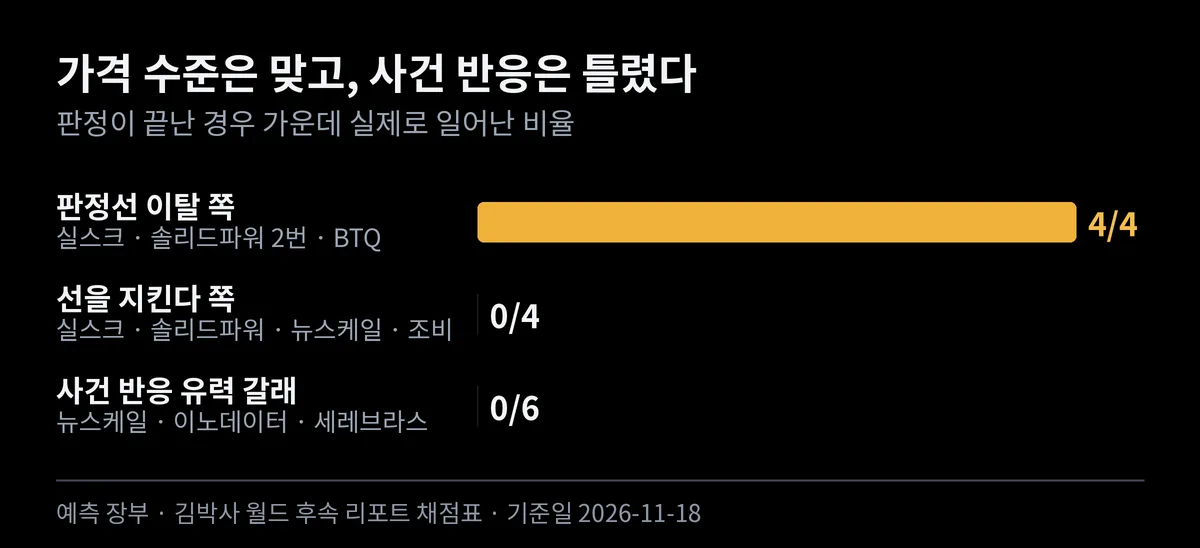 가격 수준은 맞고, 사건 반응은 틀렸다
판정이 끝난 경우 가운데 실제로 일어난 비율
판정선 이탈 쪽
실스크 · 솔리드파워 2번 · BTQ
4/4
선을 지킨다 쪽
실스크 · 솔리드파워 · 뉴스케일 · 조비
0/4
사건 반응 유력 갈래
뉴스케일 · 이노데이터 · 세레브라스
0/6
예측 장부 · 김박사 월드 후속 리포트 채점표 · 기준일 2026-11-18